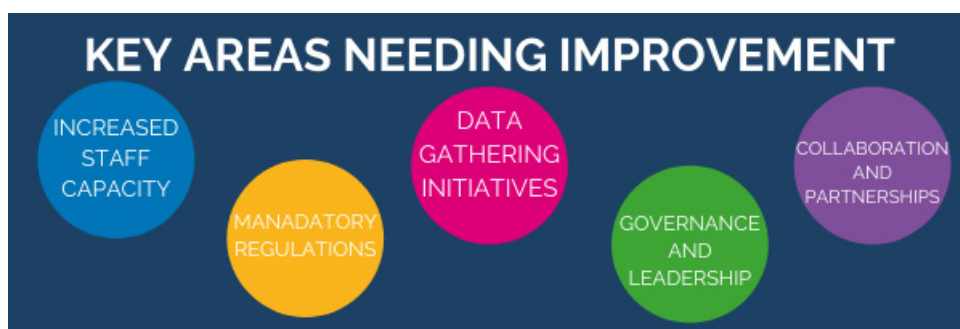 KEY AREAS NEEDING IMPROVEMENT
INCREASED
STAFF
CAPACITY
MANADATORY
REGULATIONS
DATA
GATHERING
INITIATIVES
GOVERNANCE
AND
LEADERSHIP
COLLABORATION
AND
PARTNERSHIPS